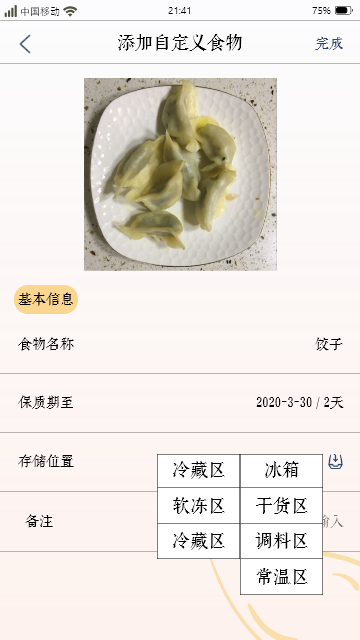 中国移动 21:41 75%
添加自定义食物 完成
基本信息
食物名称 饺子
保质期至 2020-3-30 / 2天
存储位置
冷藏区 冰箱
软冻区 干货区
备注 输入
冷藏区 调料区
常温区